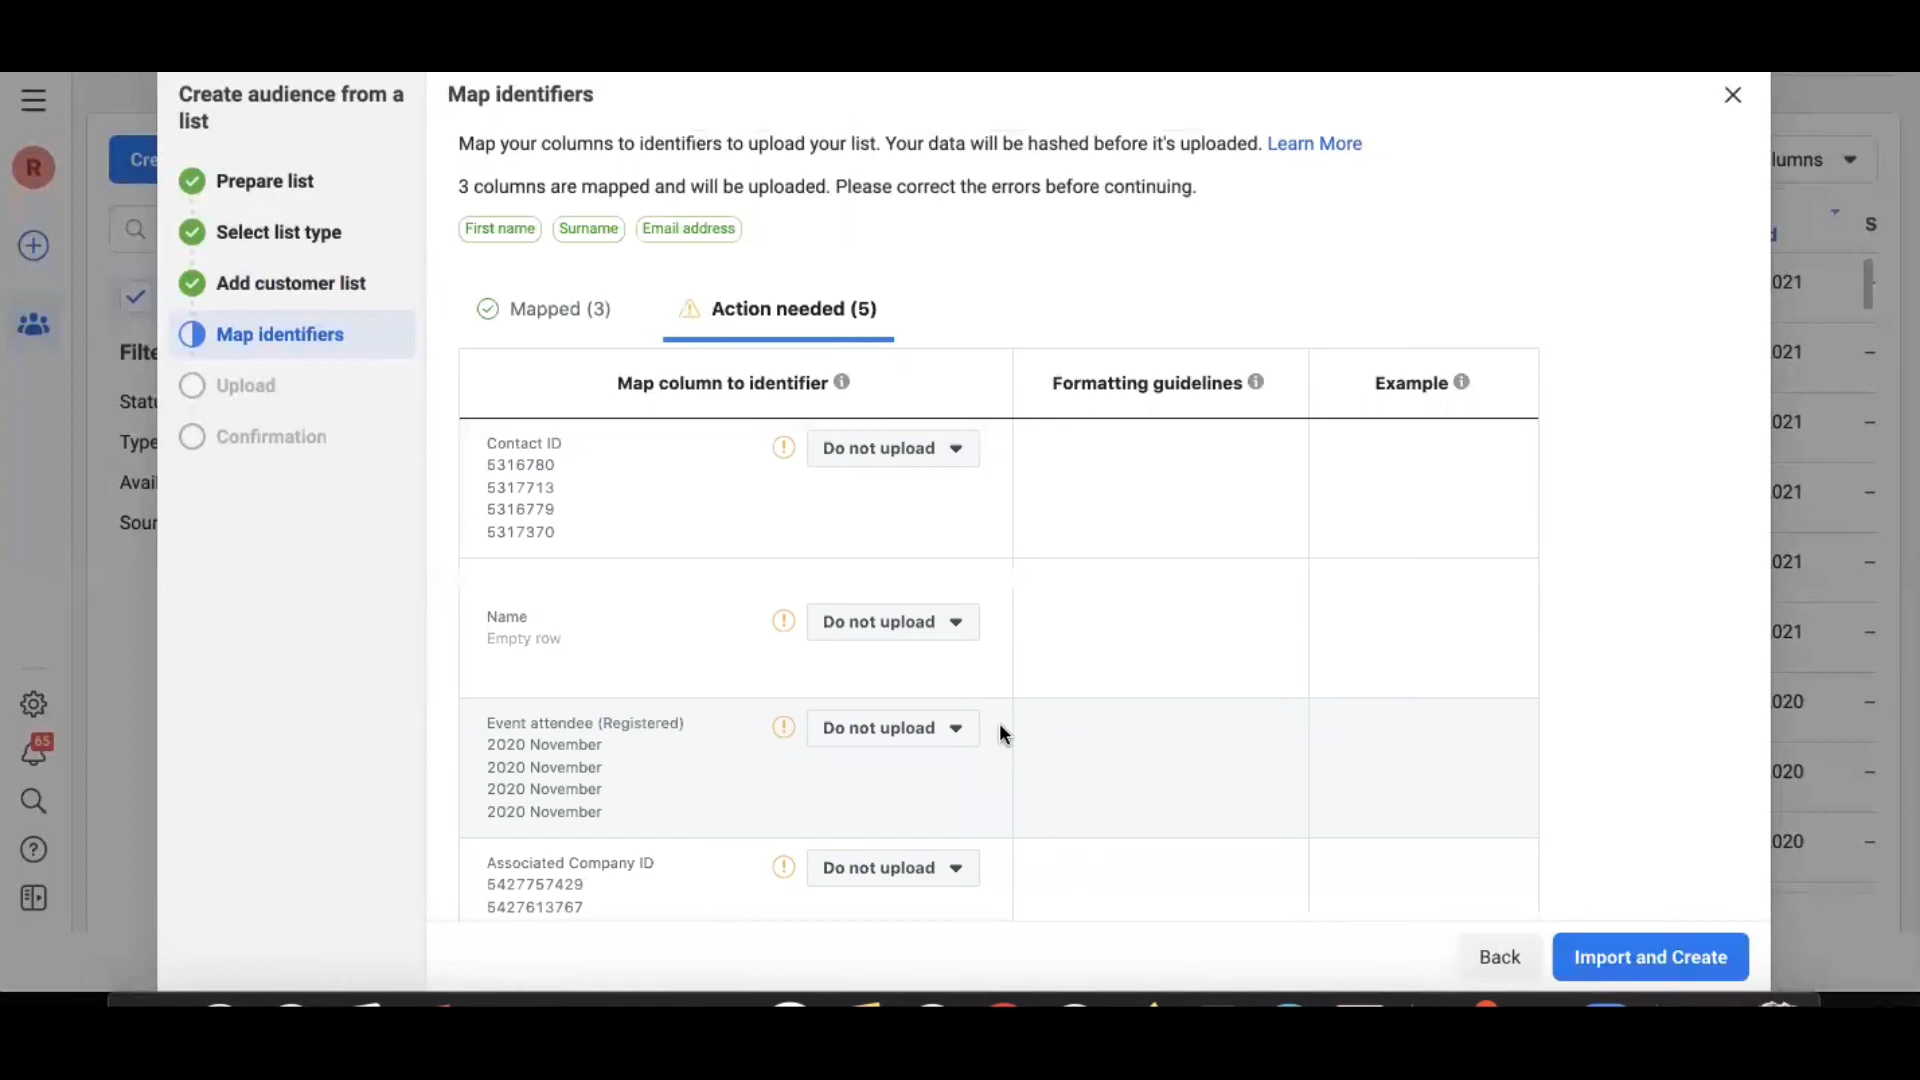 Create audience from a
list
Prepare list
Select list type
Add customer list
Map identifiers
Upload
Confirmation
Map identifiers
Map your columns to identifiers to upload your list. Your data will be hashed before it's uploaded. Learn More
3 columns are mapped and will be uploaded. Please correct the errors before continuing.
First name
Surname
Email address
Mapped (3)
Action needed (5)
Map column to identifier
Formatting guidelines
Example
Contact ID
5316780
5317713
5316779
5317370
Do not upload
Name
Empty row
Do not upload
Event attendee (Registered)
2020 November
2020 November
2020 November
2020 November
Do not upload
Associated Company ID
5427757429
5427613767
Do not upload
Back
Import and Create
R
65
Cre
Filte
Statu
Type
Avail
Sour
lumns
S
021
021
021
021
021
021
020
020
020